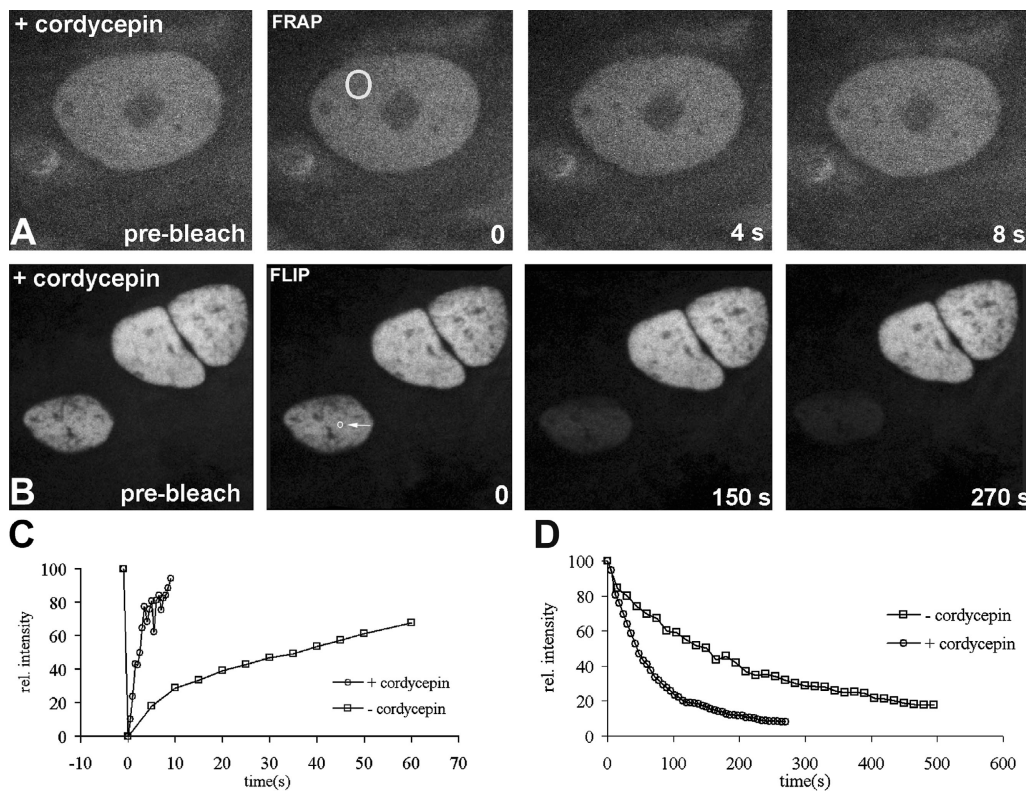 + cordycepin
FRAP
A
pre-bleach
0
4 s
8 s
+ cordycepin
FLIP
B
pre-bleach
0
150 s
270 s
C
100
80
60
40
20
0
rel. intensity
-10 0 10 20 30 40 50 60 70
time(s)
+ cordycepin
- cordycepin
D
100
80
60
40
20
0
rel. intensity
0 100 200 300 400 500 600
time(s)
- cordycepin
+ cordycepin